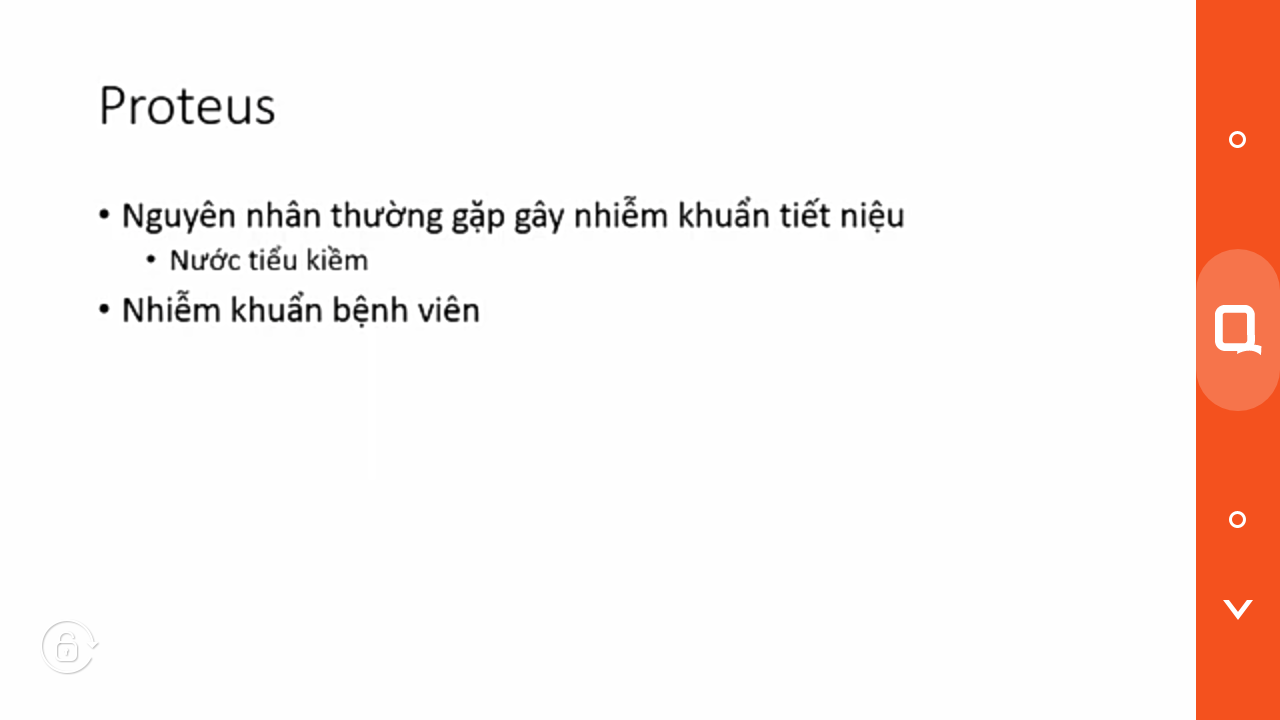 Proteus
• Nguyên nhân thường gặp gây nhiễm khuẩn tiết niệu
• Nước tiểu kiềm
• Nhiễm khuẩn bệnh viên